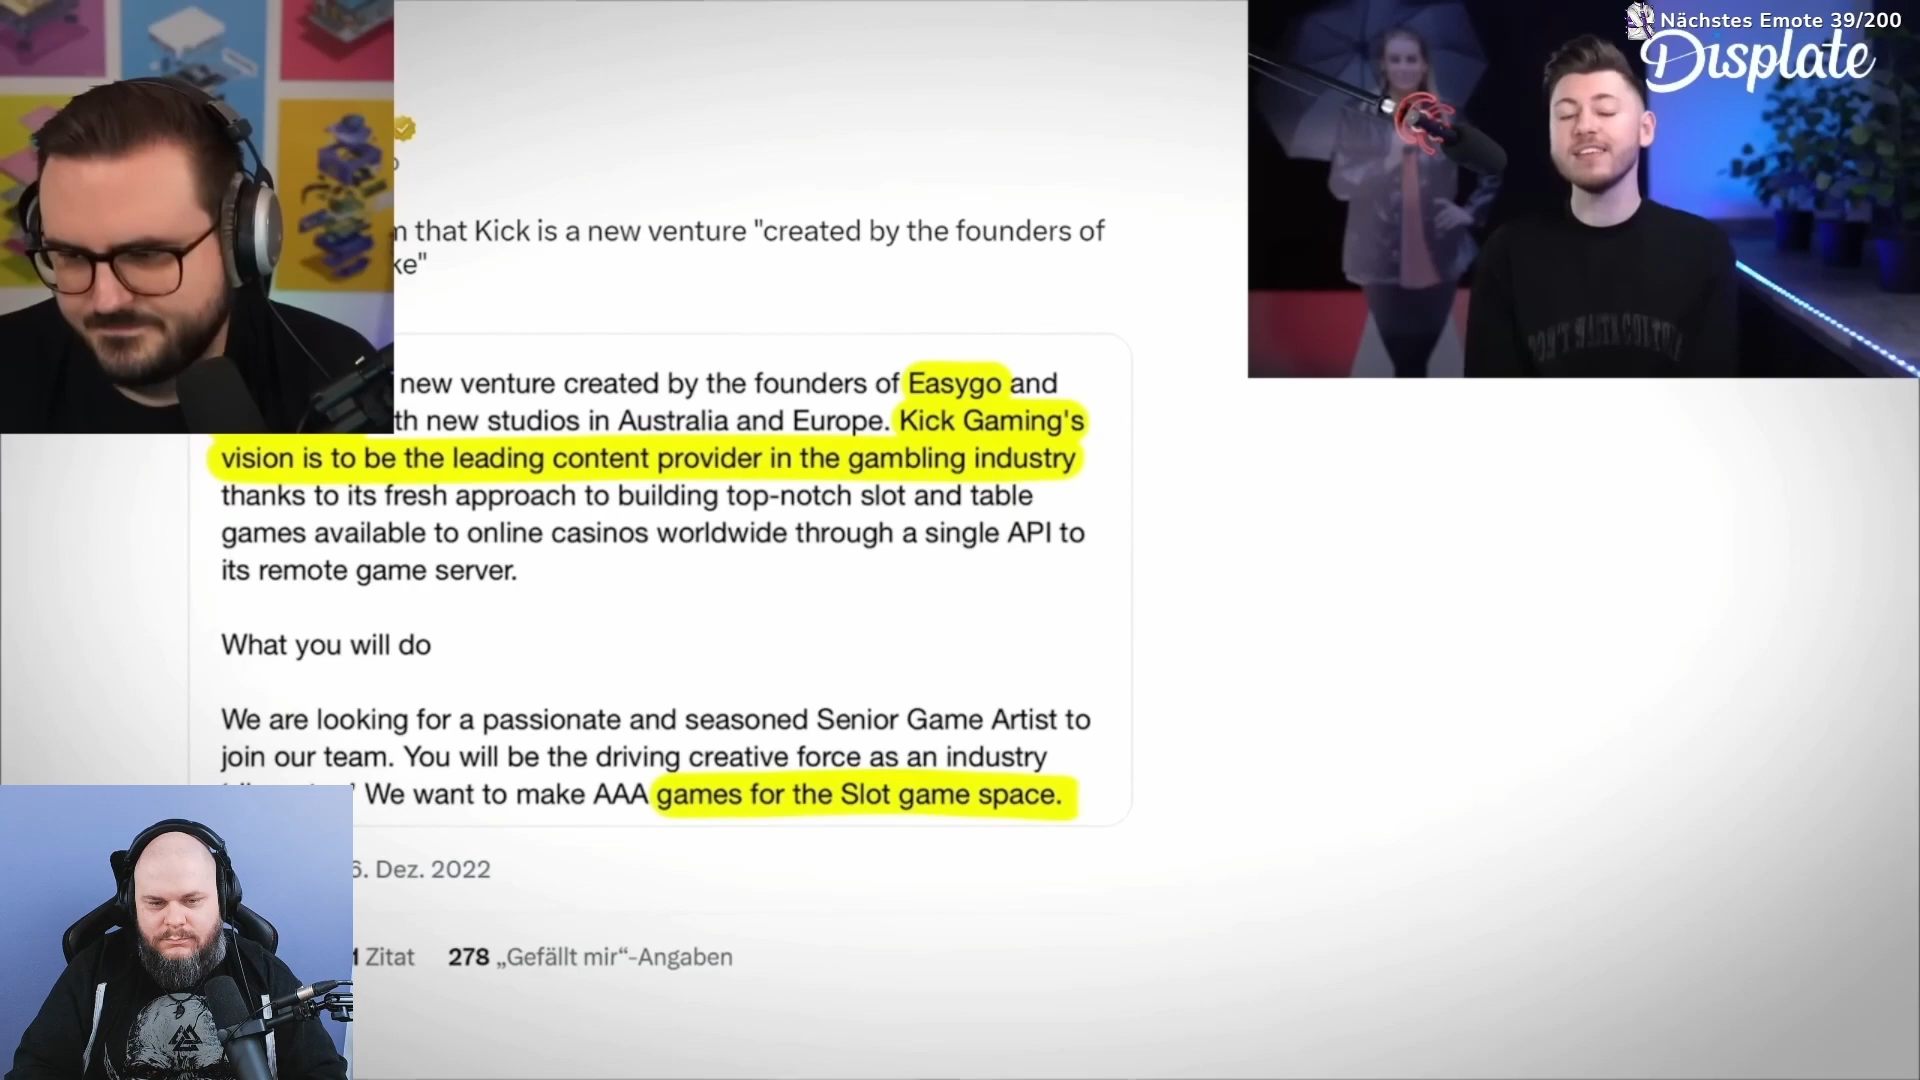 Nächstes Emote 39/200
Displate
that Kick is a new venture "created by the founders of
ke"
new venture created by the founders of Easygo and
th new studios in Australia and Europe. Kick Gaming's
vision is to be the leading content provider in the gambling industry
thanks to its fresh approach to building top-notch slot and table
games available to online casinos worldwide through a single API to
its remote game server.
What you will do
We are looking for a passionate and seasoned Senior Game Artist to
join our team. You will be the driving creative force as an industry
We want to make AAA games for the Slot game space.
6. Dez. 2022
1 Zitat 278 „Gefällt mir“-Angaben